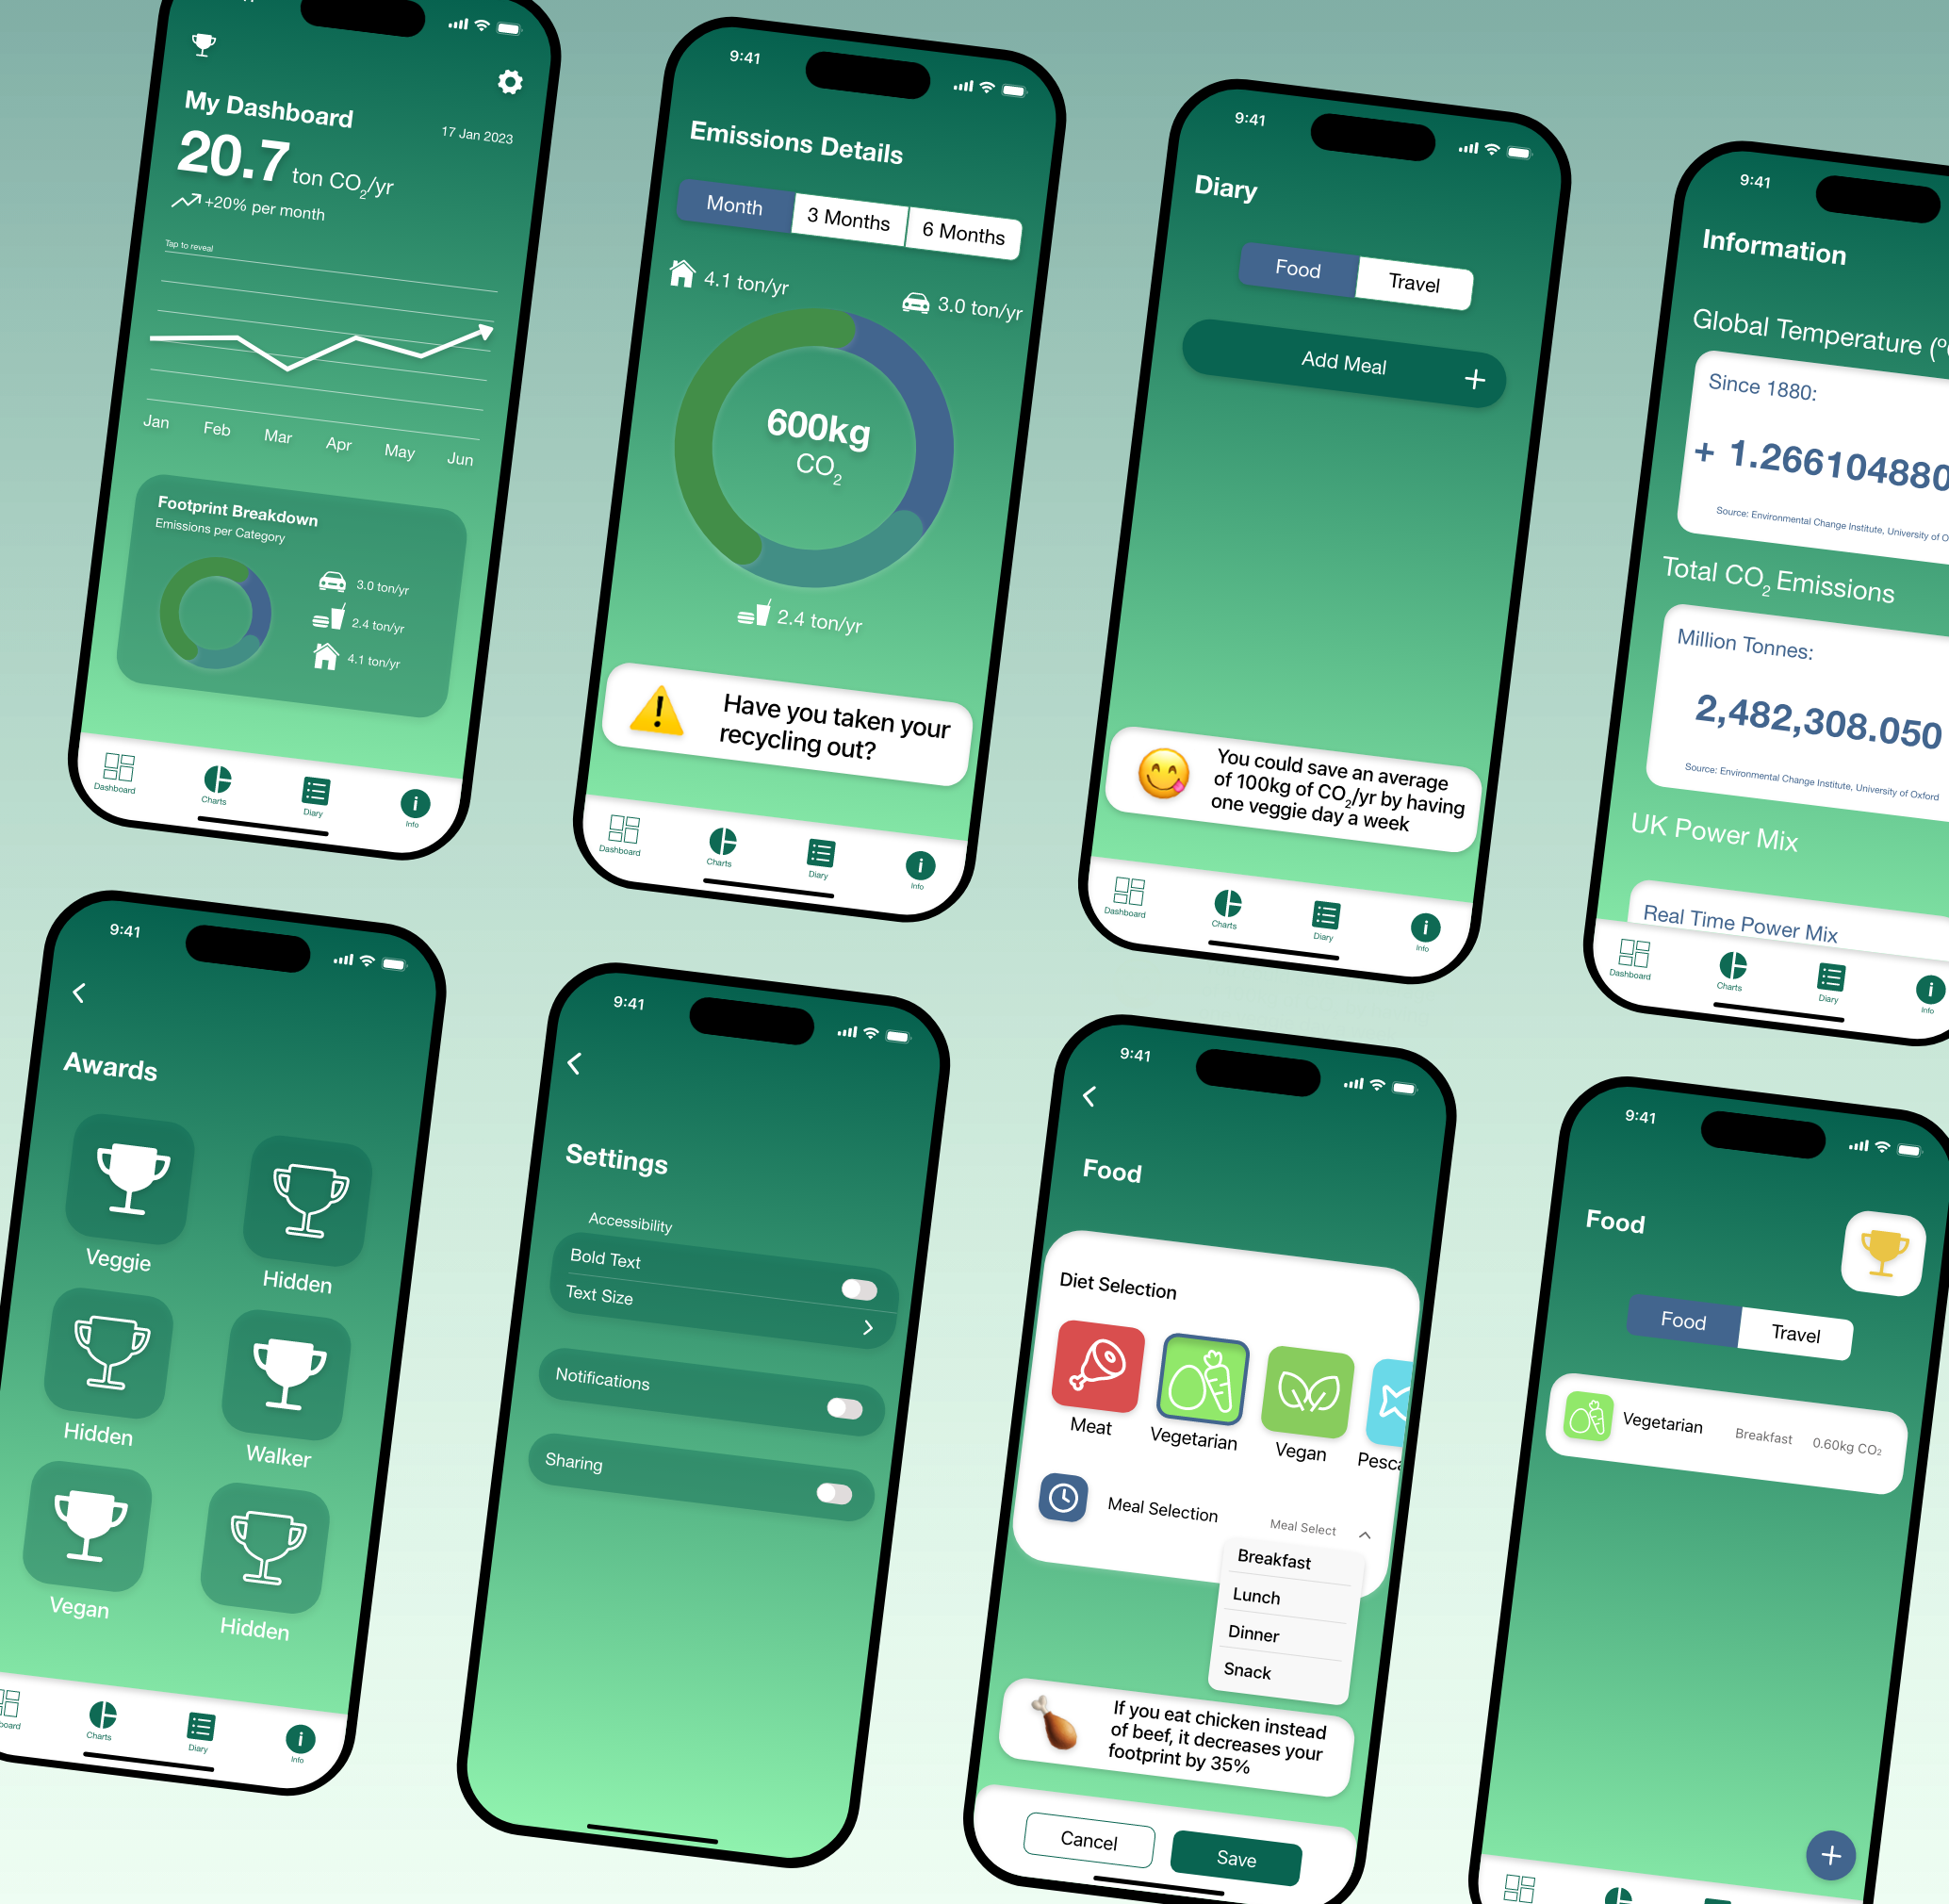 My Dashboard
17 Jan 2023
20.7 ton CO2/yr
+20% per month
Tap to reveal
Jan Feb Mar Apr May Jun
Footprint Breakdown
Emissions per Category
3.0 ton/yr
2.4 ton/yr
4.1 ton/yr
Dashboard Charts Diary Info
9:41
Emissions Details
Month 3 Months 6 Months
4.1 ton/yr
3.0 ton/yr
600kg
CO2
2.4 ton/yr
Have you taken your
recycling out?
Dashboard Charts Diary Info
9:41
Diary
Food Travel
Add Meal +
You could save an average
of 100kg of CO2/yr by having
one veggie day a week
Dashboard Charts Diary Info
9:41
Information
Global Temperature (º
Since 1880:
+ 1.266104880
Source: Environmental Change Institute, University of O
Total CO2 Emissions
Million Tonnes:
2,482,308.050
Source: Environmental Change Institute, University of Oxford
UK Power Mix
Real Time Power Mix
Dashboard Charts Diary Info
9:41
Awards
Veggie
Hidden
Hidden
Walker
Vegan
Hidden
board Charts Diary Info
9:41
Settings
Accessibility
Bold Text
Text Size
Notifications
Sharing
9:41
Food
Diet Selection
Meat Vegetarian Vegan Pesc
Meal Selection Meal Select
Breakfast
Lunch
Dinner
Snack
If you eat chicken instead
of beef, it decreases your
footprint by 35%
Cancel Save
9:41
Food
Food Travel
Vegetarian Breakfast 0.60kg CO₂
+